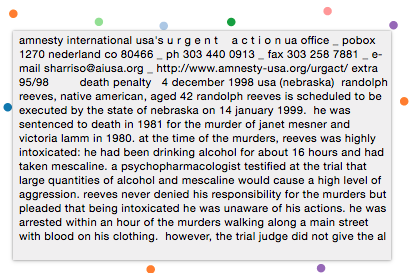 amnesty international usa's u r g e n t    a c t i o n ua office _ pobox
1270 nederland co 80466 _ ph 303 440 0913 _ fax 303 258 7881 _ e-
mail sharriso@aiusa.org _ http://www.amnesty-usa.org/urgact/ extra
95/98        death penalty   4 december 1998 usa (nebraska)  randolph
reeves, native american, aged 42 randolph reeves is scheduled to be
executed by the state of nebraska on 14 january 1999.  he was
sentenced to death in 1981 for the murder of janet mesner and
victoria lamm in 1980. at the time of the murders, reeves was highly
intoxicated: he had been drinking alcohol for about 16 hours and had
taken mescaline. a psychopharmacologist testified at the trial that
large quantities of alcohol and mescaline would cause a high level of
aggression. reeves never denied his responsibility for the murders but
pleaded that being intoxicated he was unaware of his actions. he was
arrested within an hour of the murders walking along a main street
with blood on his clothing.  however, the trial judge did not give the al